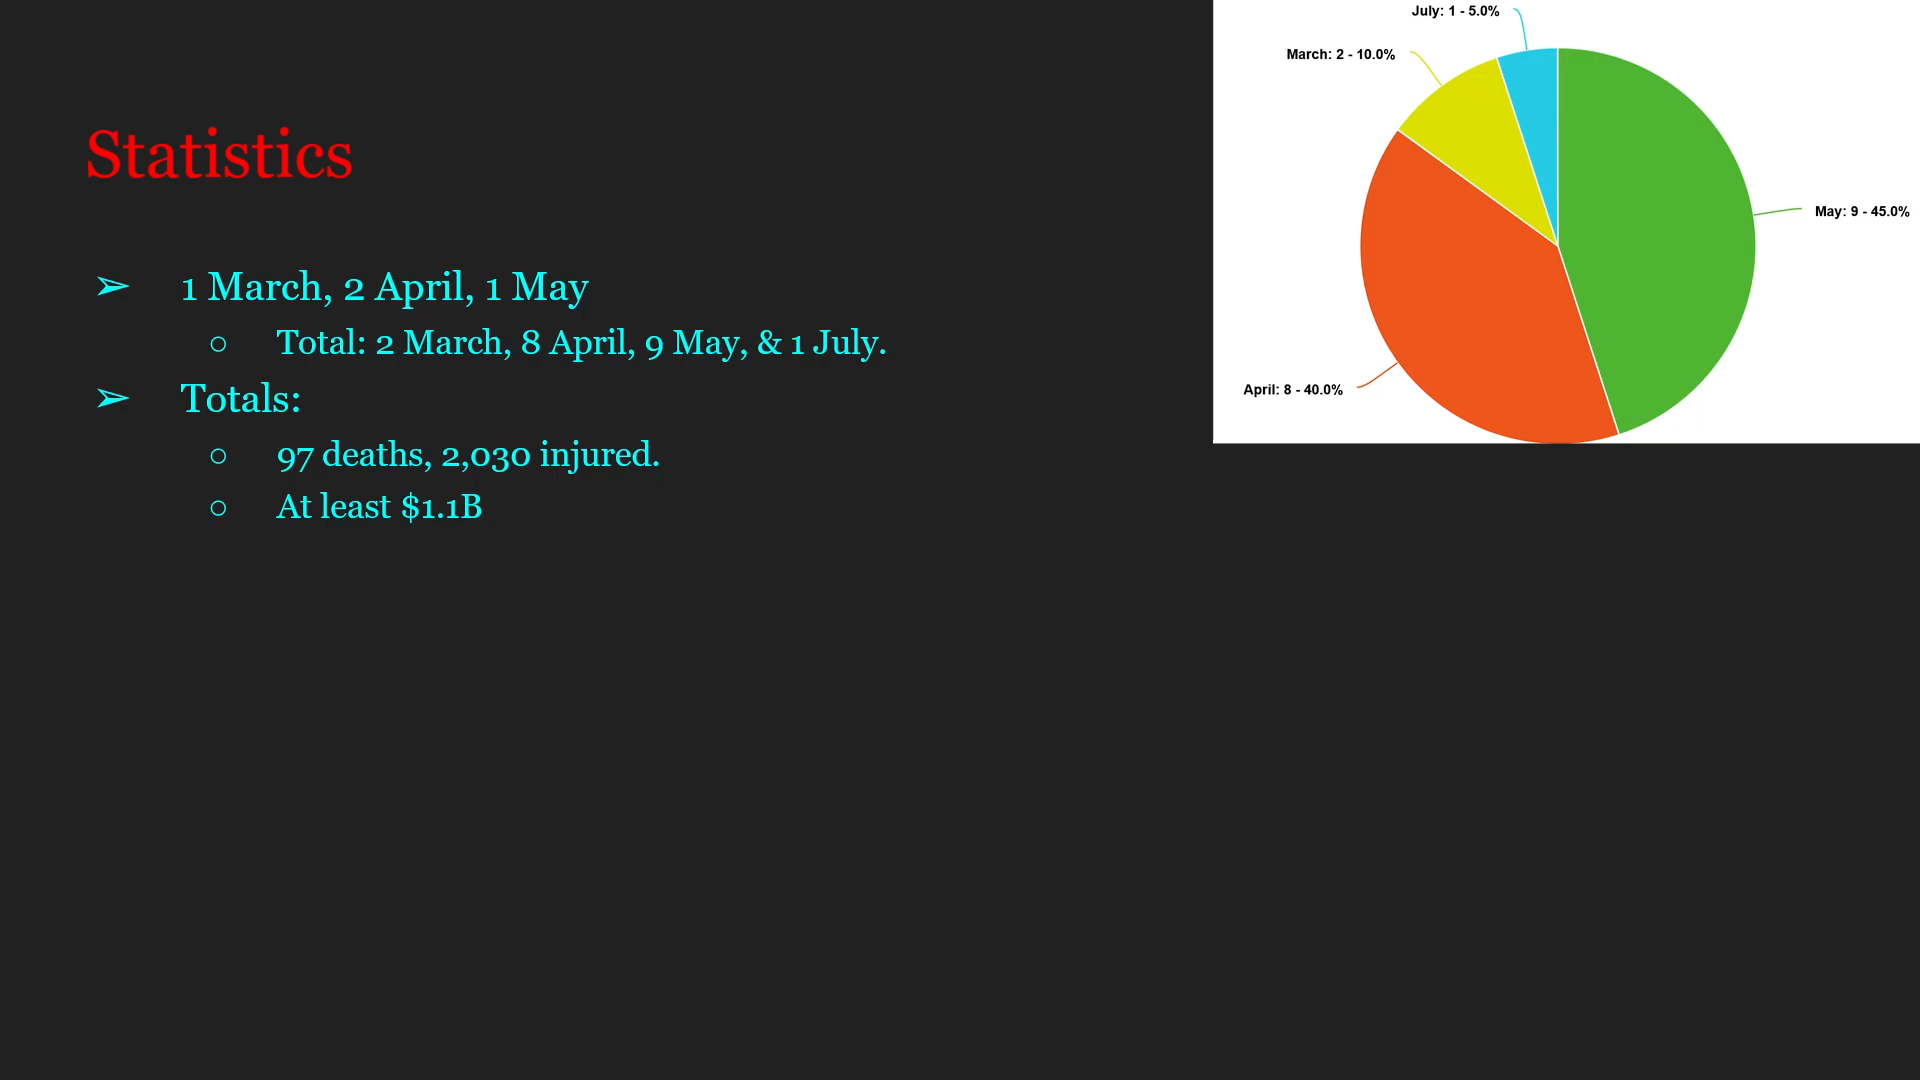 Statistics
➢ 1 March, 2 April, 1 May
○ Total: 2 March, 8 April, 9 May, & 1 July.
➢ Totals:
○ 97 deaths, 2,030 injured.
○ At least $1.1B
July: 1 - 5.0%
March: 2 - 10.0%
May: 9 - 45.0%
April: 8 - 40.0%